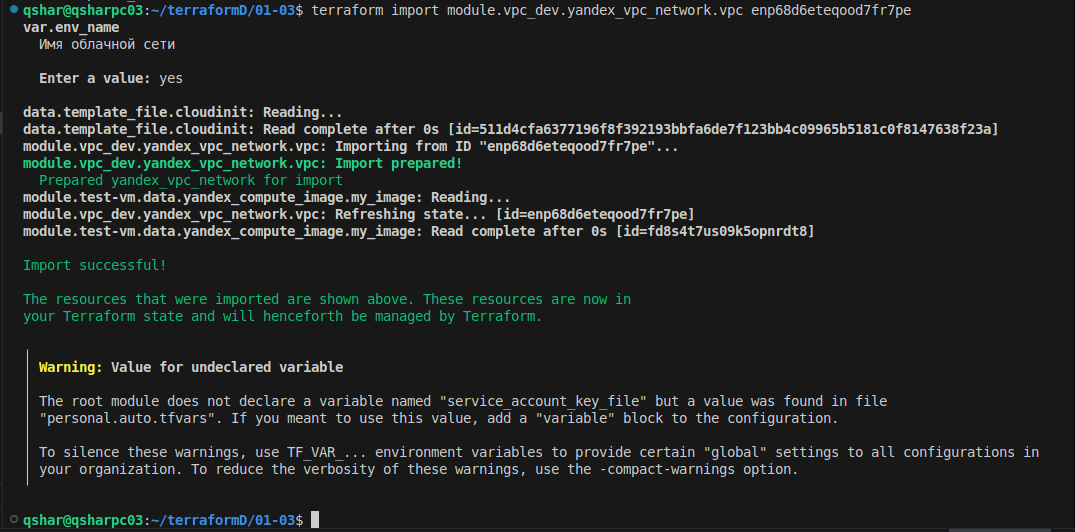 qshar@qsharpc03:~/terraformD/01-03$ terraform import module.vpc_dev.yandex_vpc_network.vpc enp68d6eteqood7fr7pe
var.env_name
  Имя облачной сети

  Enter a value: yes

data.template_file.cloudinit: Reading...
data.template_file.cloudinit: Read complete after 0s [id=511d4cfa6377196f8f392193bbfa6de7f123bb4c09965b5181c0f8147638f23a]
module.vpc_dev.yandex_vpc_network.vpc: Importing from ID "enp68d6eteqood7fr7pe"...
module.vpc_dev.yandex_vpc_network.vpc: Import prepared!
  Prepared yandex_vpc_network for import
module.test-vm.data.yandex_compute_image.my_image: Reading...
module.vpc_dev.yandex_vpc_network.vpc: Refreshing state... [id=enp68d6eteqood7fr7pe]
module.test-vm.data.yandex_compute_image.my_image: Read complete after 0s [id=fd8s4t7us09k5opnrdt8]

Import successful!

The resources that were imported are shown above. These resources are now in
your Terraform state and will henceforth be managed by Terraform.

Warning: Value for undeclared variable

The root module does not declare a variable named "service_account_key_file" but a value was found in file
"personal.auto.tfvars". If you meant to use this value, add a "variable" block to the configuration.

To silence these warnings, use TF_VAR_... environment variables to provide certain "global" settings to all configurations in
your organization. To reduce the verbosity of these warnings, use the -compact-warnings option.

qshar@qsharpc03:~/terraformD/01-03$